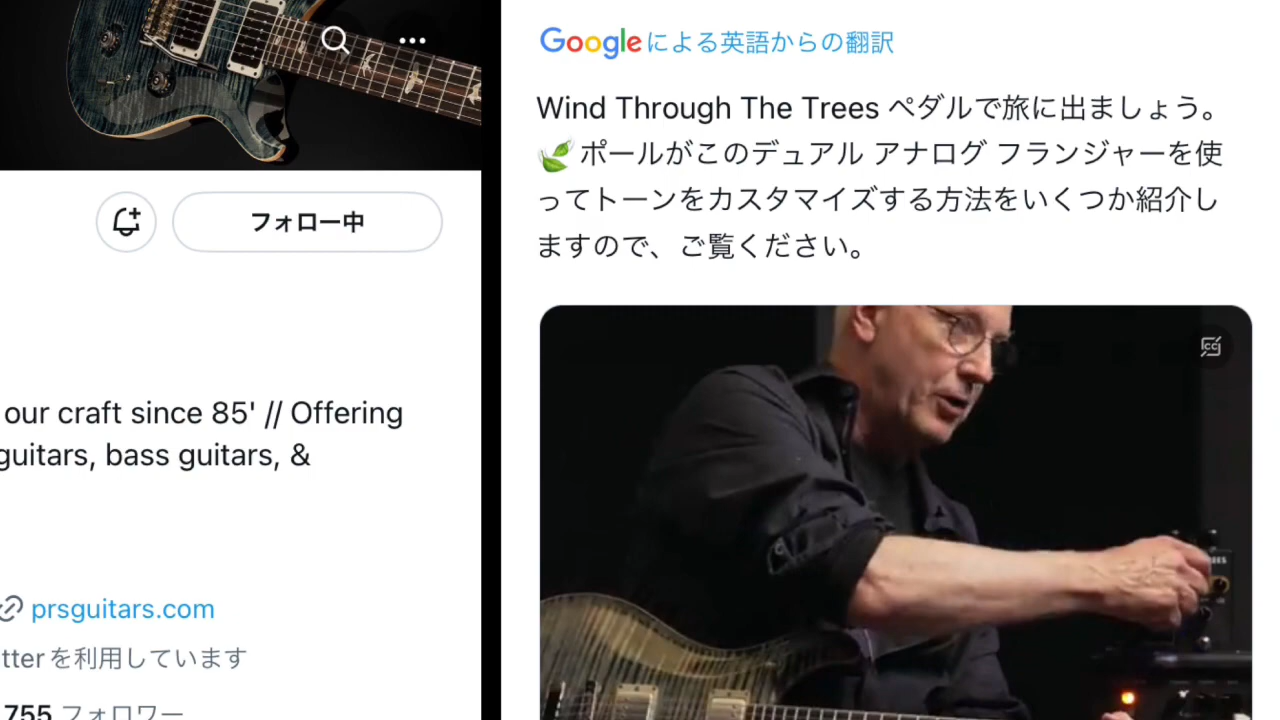 フォロー中
our craft since 85' // Offering
guitars, bass guitars, &
prsguitars.com
tterを利用しています
755 フォロワー
Googleによる英語からの翻訳
Wind Through The Trees ペダルで旅に出ましょう。
🌿 ポールがこのデュアル アナログ フランジャーを使
ってトーンをカスタマイズする方法をいくつか紹介し
ますので、ご覧ください。
CC